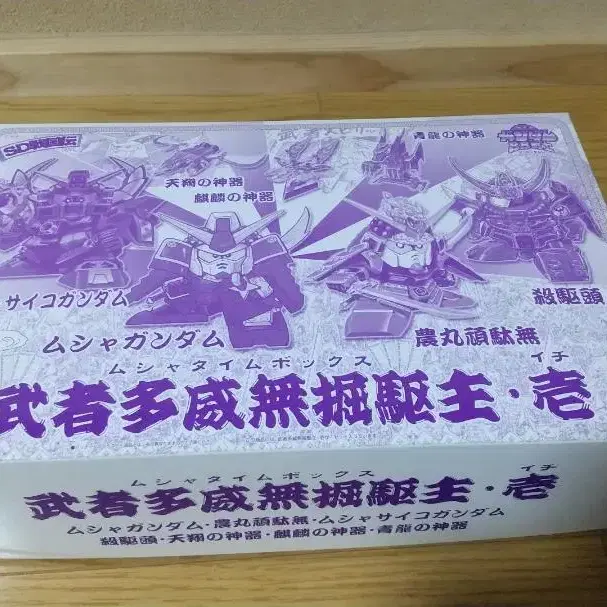 SD戦国伝
天翔の神器
麒麟の神器
青龍の神器
サイコガンダム
ムシャガンダム
農丸頑駄無
殺駆頭
ムシャタイムボックス イチ
武者多威無掘駆主・壱
ムシャタイムボックス イチ
武者多威無掘駆主・壱
ムシャガンダム・農丸頑駄無・ムシャサイコガンダム
殺駆頭・天翔の神器・麒麟の神器・青龍の神器